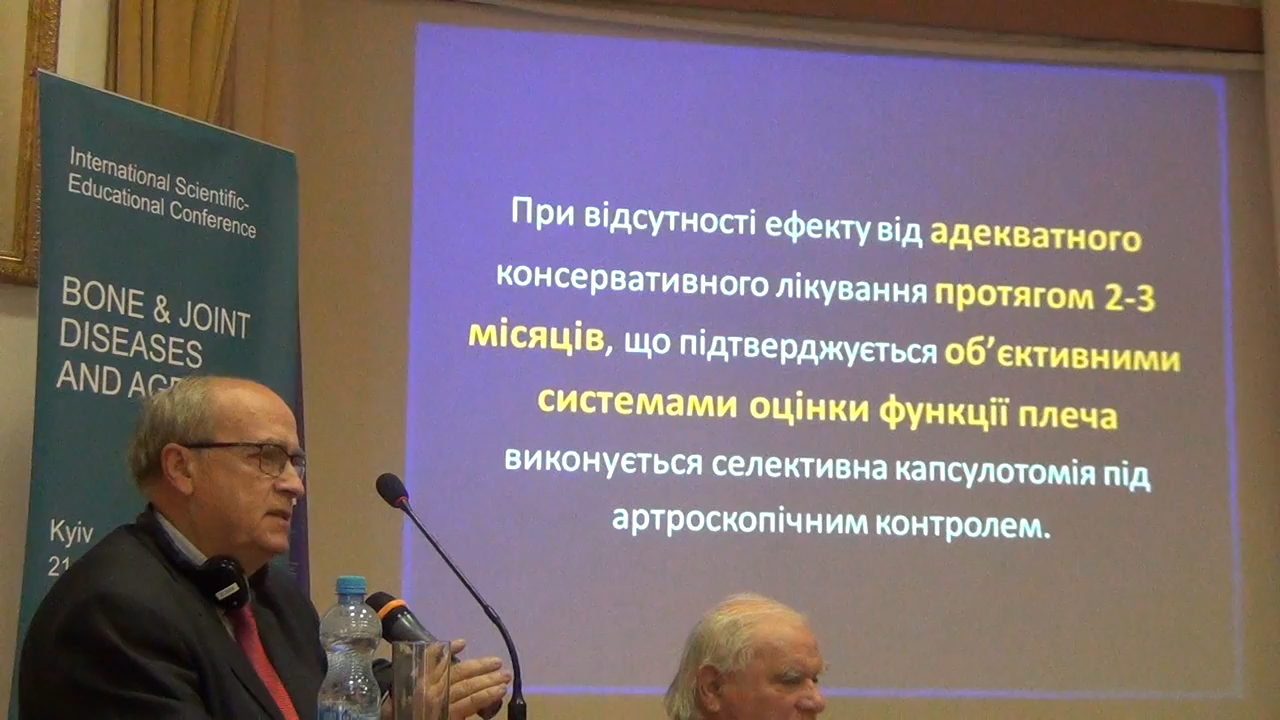 International Scientific-
Educational Conference
BONE & JOINT
DISEASES
AND
Kyiv
21
При відсутності ефекту від адекватного
консервативного лікування протягом 2-3
місяців, що підтверджується об’єктивними
системами оцінки функції плеча
виконується селективна капсулотомія під
артроскопічним контролем.